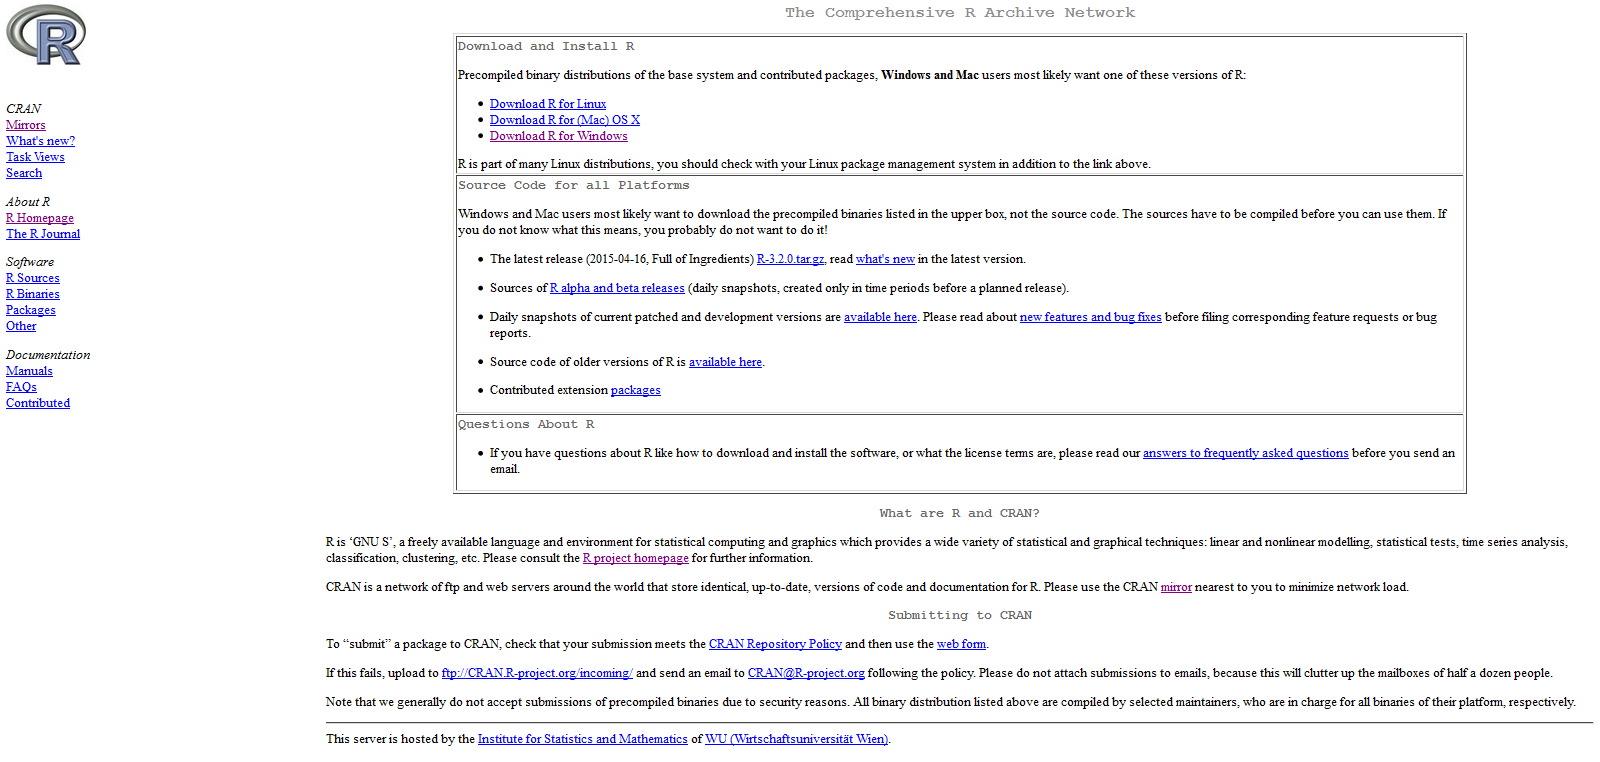 R
CRAN
Mirrors
What's new?
Task Views
Search
About R
R Homepage
The R Journal
Software
R Sources
R Binaries
Packages
Other
Documentation
Manuals
FAQs
Contributed
The Comprehensive R Archive Network
Download and Install R
Precompiled binary distributions of the base system and contributed packages, Windows and Mac users most likely want one of these versions of R:
• Download R for Linux
• Download R for (Mac) OS X
• Download R for Windows
R is part of many Linux distributions, you should check with your Linux package management system in addition to the link above.
Source Code for all Platforms
Windows and Mac users most likely want to download the precompiled binaries listed in the upper box, not the source code. The sources have to be compiled before you can use them. If
you do not know what this means, you probably do not want to do it!
• The latest release (2015-04-16, Full of Ingredients) R-3.2.0.tar.gz, read what's new in the latest version.
• Sources of R alpha and beta releases (daily snapshots, created only in time periods before a planned release).
• Daily snapshots of current patched and development versions are available here. Please read about new features and bug fixes before filing corresponding feature requests or bug
reports.
• Source code of older versions of R is available here.
• Contributed extension packages
Questions About R
• If you have questions about R like how to download and install the software, or what the license terms are, please read our answers to frequently asked questions before you send an
email.
What are R and CRAN?
R is ‘GNU S’, a freely available language and environment for statistical computing and graphics which provides a wide variety of statistical and graphical techniques: linear and nonlinear modelling, statistical tests, time series analysis,
classification, clustering, etc. Please consult the R project homepage for further information.
CRAN is a network of ftp and web servers around the world that store identical, up-to-date, versions of code and documentation for R. Please use the CRAN mirror nearest to you to minimize network load.
Submitting to CRAN
To “submit” a package to CRAN, check that your submission meets the CRAN Repository Policy and then use the web form.
If this fails, upload to ftp://CRAN.R-project.org/incoming/ and send an email to CRAN@R-project.org following the policy. Please do not attach submissions to emails, because this will clutter up the mailboxes of half a dozen people.
Note that we generally do not accept submissions of precompiled binaries due to security reasons. All binary distribution listed above are compiled by selected maintainers, who are in charge for all binaries of their platform, respectively.
This server is hosted by the Institute for Statistics and Mathematics of WU (Wirtschaftsuniversität Wien).